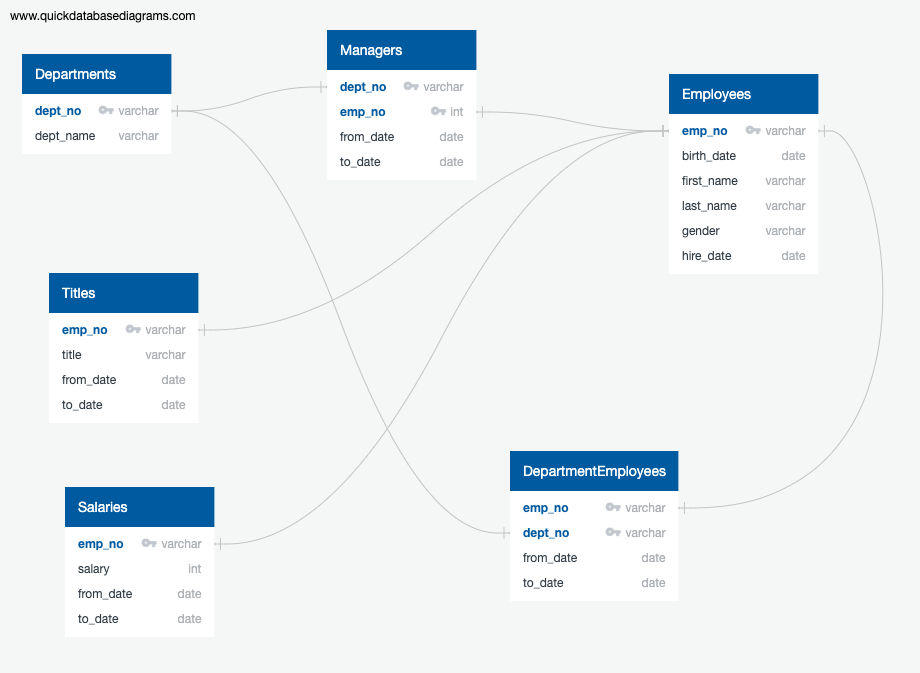 www.quickdatabasediagrams.com
Departments
dept_no varchar
dept_name varchar
Managers
dept_no varchar
emp_no int
from_date date
to_date date
Employees
emp_no varchar
birth_date date
first_name varchar
last_name varchar
gender varchar
hire_date date
Titles
emp_no varchar
title varchar
from_date date
to_date date
DepartmentEmployees
emp_no varchar
dept_no varchar
from_date date
to_date date
Salaries
emp_no varchar
salary int
from_date date
to_date date